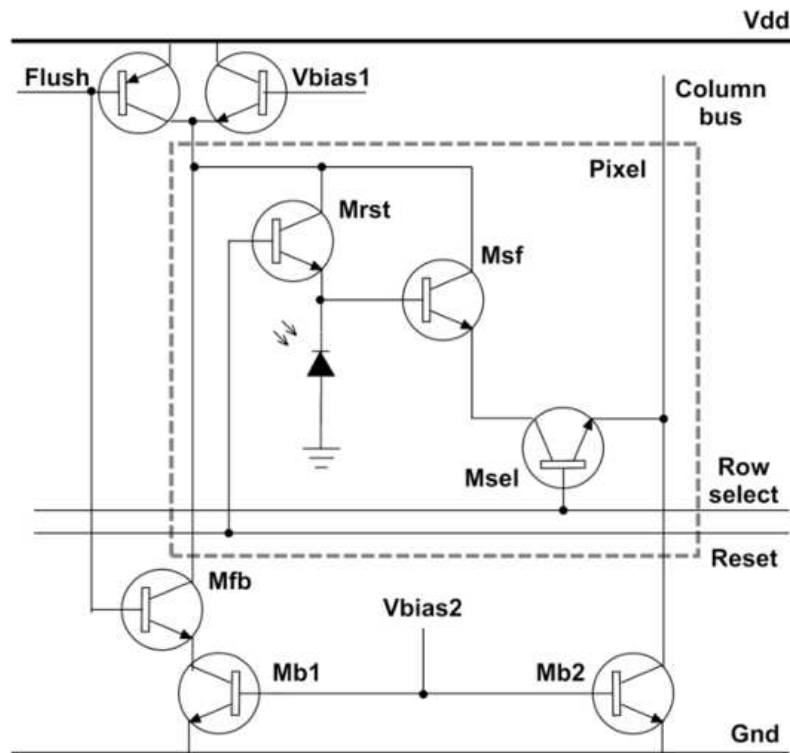 Vdd
Flush
Vbias1
Column
bus
Pixel
Mrst
Msf
Msel
Row
select
Reset
Mfb
Vbias2
Mb1
Mb2
Gnd